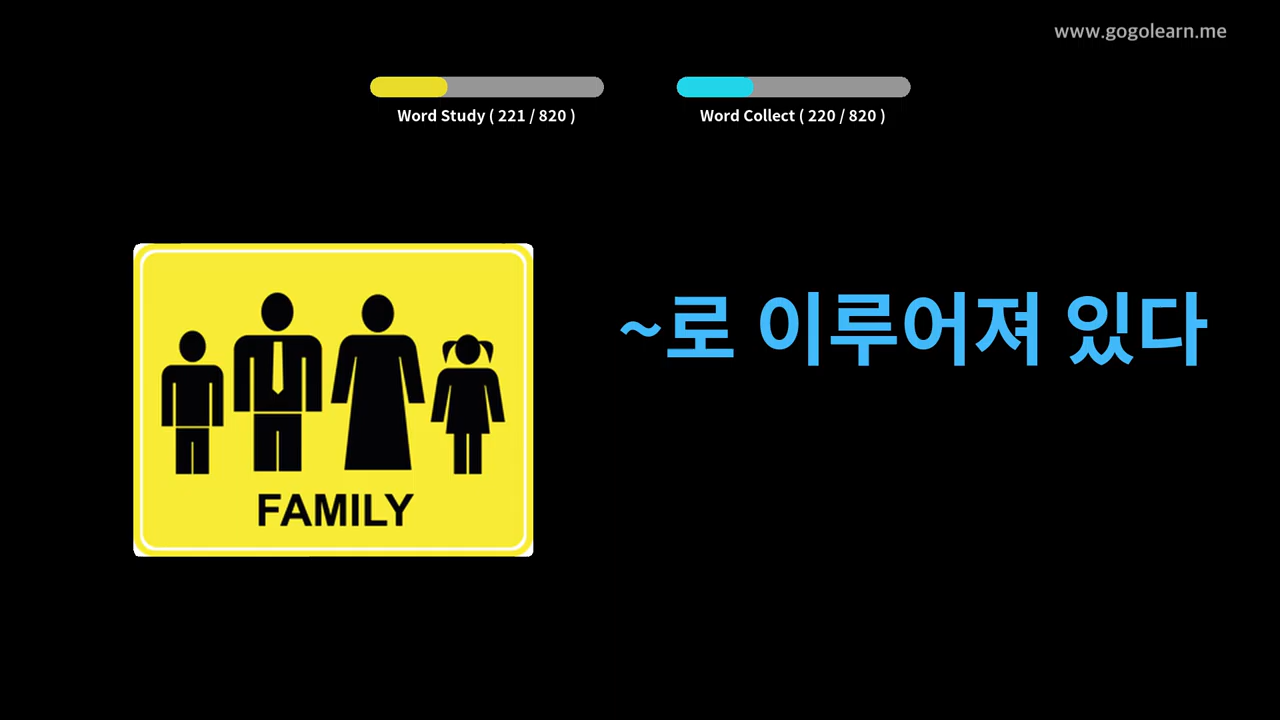 www.gogolearn.me
Word Study ( 221 / 820 )
Word Collect ( 220 / 820 )
~로 이루어져 있다
FAMILY